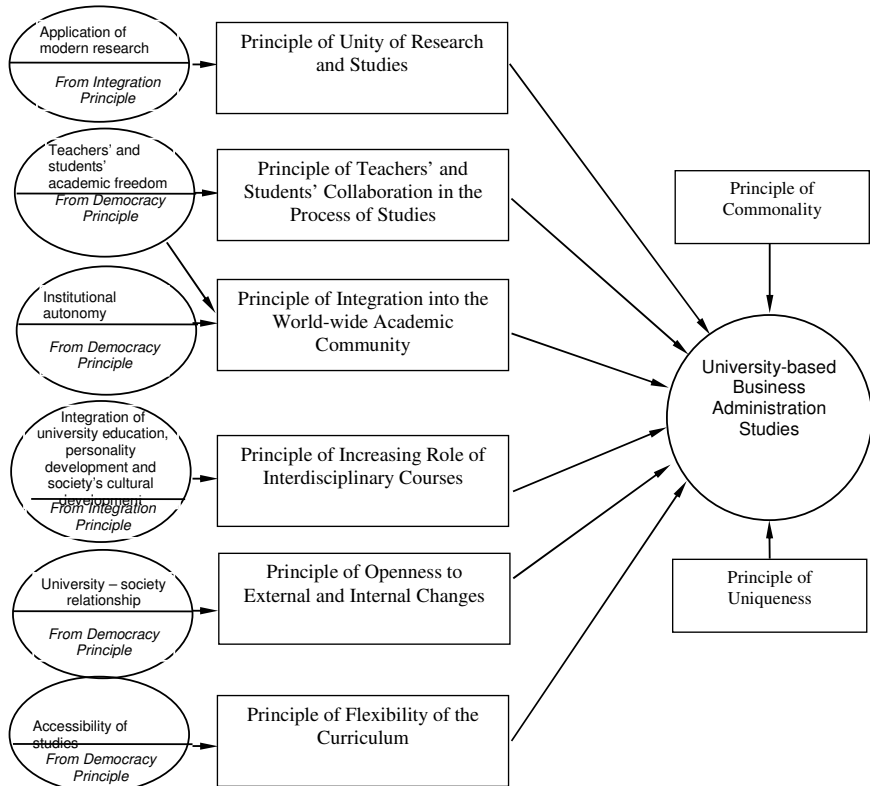 Application of
modern research
From Integration
Principle
Principle of Unity of Research
and Studies
Teachers’ and
students’
academic freedom
From Democracy
Principle
Principle of Teachers’ and
Students’ Collaboration in the
Process of Studies
Institutional
autonomy
From Democracy
Principle
Principle of Integration into the
World-wide Academic
Community
Integration of
university education,
personality
development and
society’s cultural
development
From Integration
Principle
Principle of Increasing Role of
Interdisciplinary Courses
University – society
relationship
From Democracy
Principle
Principle of Openness to
External and Internal Changes
Accessibility of
studies
From Democracy
Principle
Principle of Flexibility of the
Curriculum
Principle of
Commonality
University-based
Business
Administration
Studies
Principle of
Uniqueness